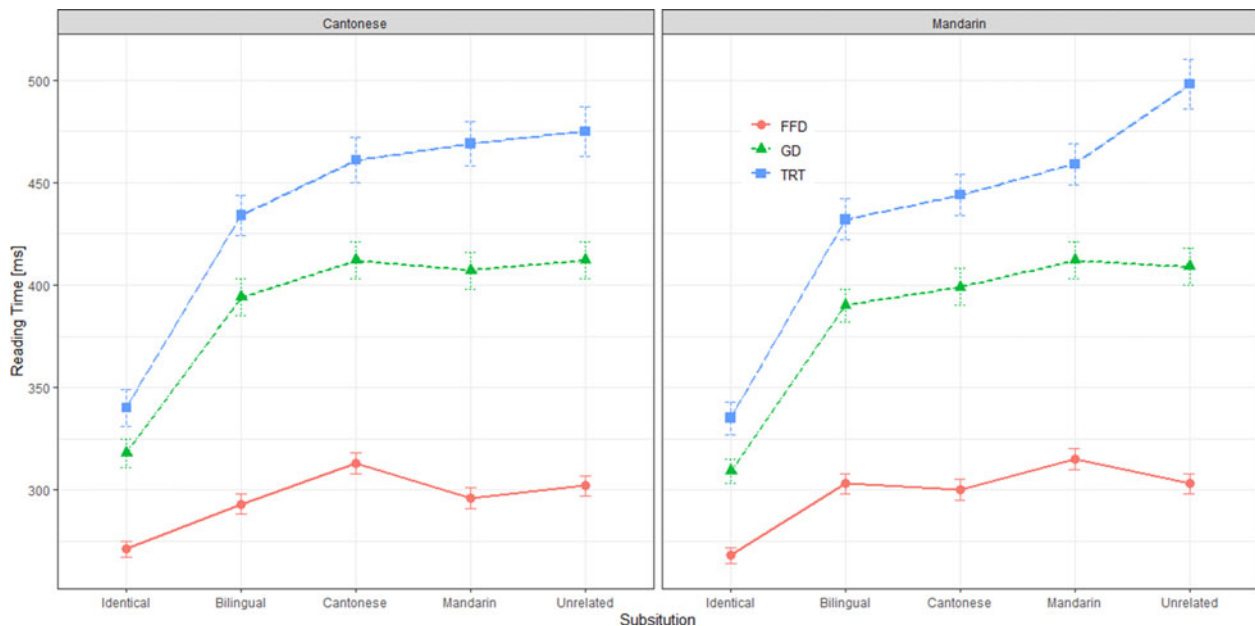 Cantonese
Mandarin
Reading Time [ms]
500
450
400
350
300
FFD
GD
TRT
Identical Bilingual Cantonese Mandarin Unrelated
Identical Bilingual Cantonese Mandarin Unrelated
Subsitution